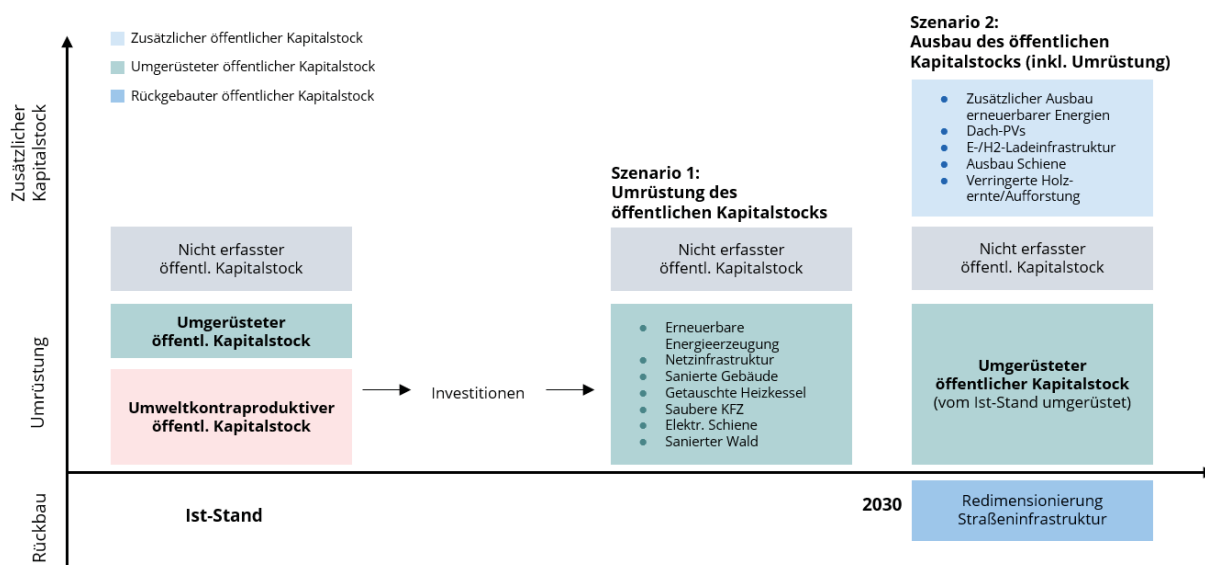 Zusätzlicher öffentlicher Kapitalstock
Umgerüsteter öffentlicher Kapitalstock
Rückgebauter öffentlicher Kapitalstock
Zusätzlicher
Kapitalstock
Umrüstung
Rückbau
Nicht erfasster
öffentl. Kapitalstock
Umgerüsteter
öffentl. Kapitalstock
Umweltkontraproduktiver
öffentl. Kapitalstock
Ist-Stand
Investitionen
Szenario 1:
Umrüstung des
öffentlichen Kapitalstocks
Nicht erfasster
öffentl. Kapitalstock
● Erneuerbare
Energieerzeugung
● Netzinfrastruktur
● Sanierte Gebäude
● Getauschte Heizkessel
● Saubere KFZ
● Elektr. Schiene
● Sanierter Wald
2030
Szenario 2:
Ausbau des öffentlichen
Kapitalstocks (inkl. Umrüstung)
● Zusätzlicher Ausbau
erneuerbarer Energien
● Dach-PVs
● E-/H2-Ladeinfrastruktur
● Ausbau Schiene
● Verringerte Holz-
ernte/Aufforstung
Nicht erfasster
öffentl. Kapitalstock
Umgerüsteter
öffentlicher Kapitalstock
(vom Ist-Stand umgerüstet)
Redimensionierung
Straßeninfrastruktur